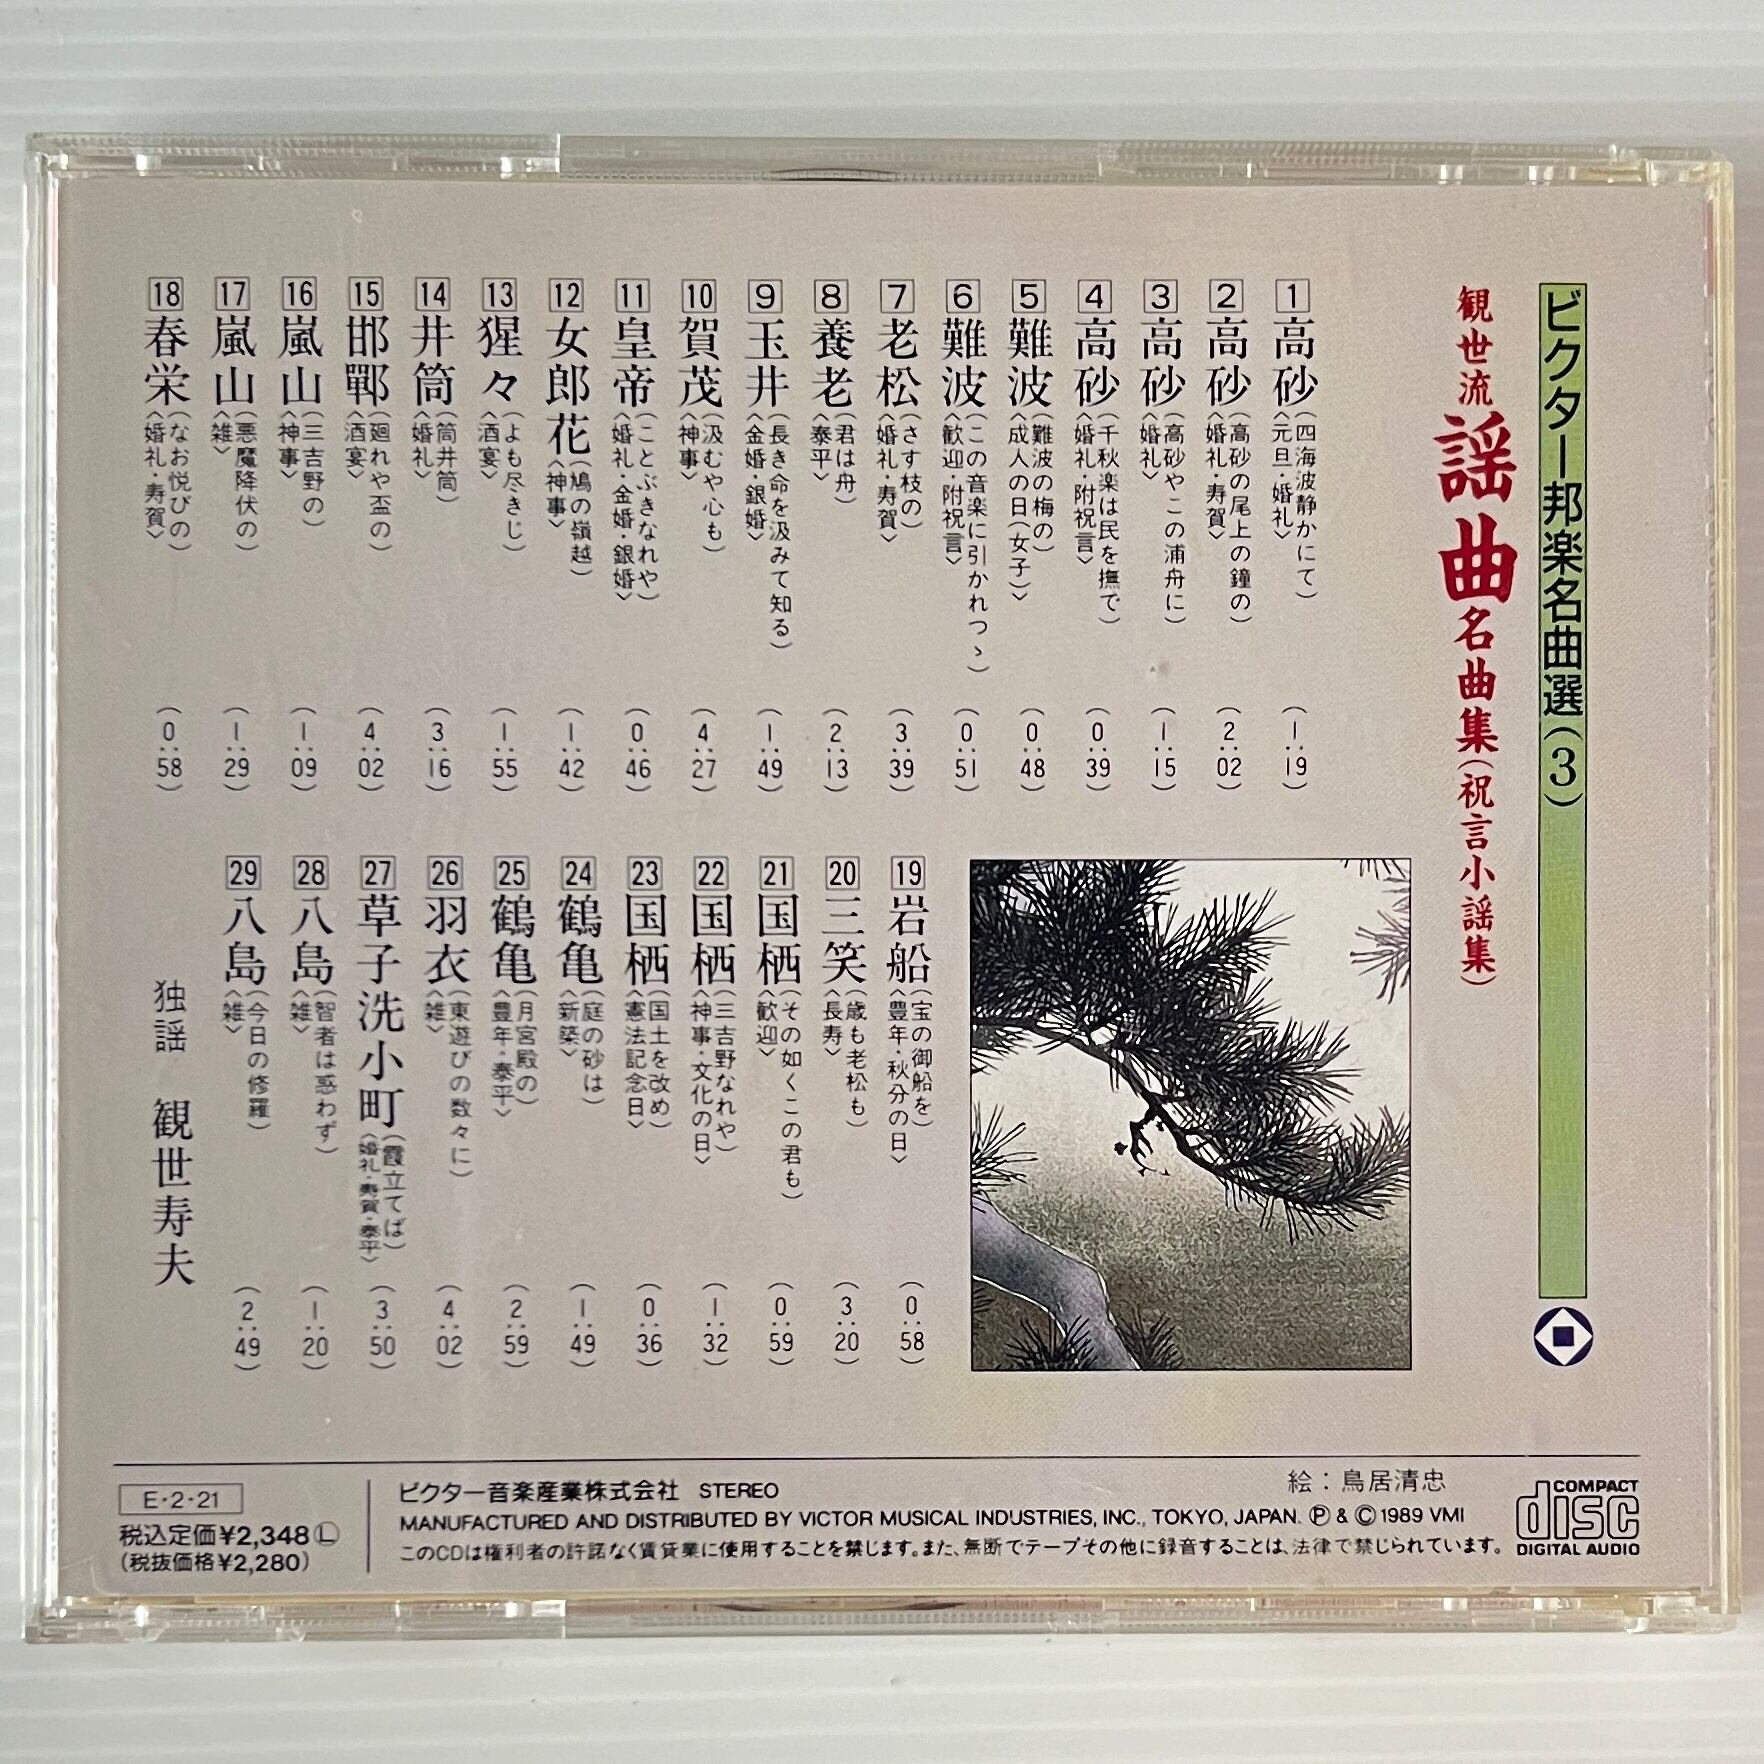 ビクター邦楽名曲選(3)
観世流 謡曲名曲集(祝言小謡集)
1 高砂(四海波静かにて)〈元旦・婚礼〉(1:19)
2 高砂(高砂の尾上の鐘の)〈婚礼・寿賀〉(2:02)
3 高砂(高砂やこの浦舟に)〈婚礼〉(1:15)
4 高砂(千秋楽は民を撫で)〈婚礼・附祝言〉(0:39)
5 難波(難波の梅の)〈成人の日(女子)〉(0:48)
6 難波(この音楽に引かれつゝ)〈歓迎・附祝言〉(0:51)
7 老松(さす枝の)〈婚礼・寿賀〉(3:39)
8 養老(君は舟)〈泰平〉(2:13)
9 玉井(長き命を汲みて知る)〈金婚・銀婚〉(1:49)
10 賀茂(汲むや心も)〈神事〉(4:27)
11 皇帝(ことぶきなれや)〈婚礼・金婚・銀婚〉(0:46)
12 女郎花(鳩の嶺越)〈神事〉(1:42)
13 猩々(よも尽きじ)〈酒宴〉(1:55)
14 井筒(筒井筒)〈婚礼〉(3:16)
15 邯鄲(廻れや盃の)〈酒宴〉(4:02)
16 嵐山(三吉野の)〈神事〉(1:09)
17 嵐山(悪魔降伏の)〈雑〉(1:29)
18 春栄(なお悦びの)〈婚礼・寿賀〉(0:58)
19 岩船(宝の御船を)〈豊年・秋分の日〉(0:58)
20 三笑(歳も老松も)〈長寿〉(3:20)
21 国栖(その如くこの君も)〈歓迎〉(0:59)
22 国栖(三吉野なれや)〈神事・文化の日〉(1:32)
23 国栖(国土を改め)〈憲法記念日〉(0:36)
24 鶴亀(庭の砂は)〈新築〉(1:49)
25 鶴亀(月宮殿の)〈豊年・泰平〉(2:59)
26 羽衣(東遊びの数々に)〈雑〉(4:02)
27 草子洗小町(霞立てば)〈婚礼・寿賀・泰平〉(3:50)
28 八島(智者は惑わず)〈雑〉(1:20)
29 八島(今日の修羅)〈雑〉(2:49)
独謡 観世寿夫
絵:鳥居清忠
E・2・21
税込定価¥2,348Ⓛ
(税抜価格¥2,280)
ビクター音楽産業株式会社 STEREO
MANUFACTURED AND DISTRIBUTED BY VICTOR MUSICAL INDUSTRIES, INC., TOKYO, JAPAN. Ⓟ & Ⓒ 1989 VMI
このCDは権利者の許諾なく賃貸業に使用することを禁じます。また、無断でテープその他に録音することは、法律で禁じられています。
COMPACT
disc
DIGITAL AUDIO